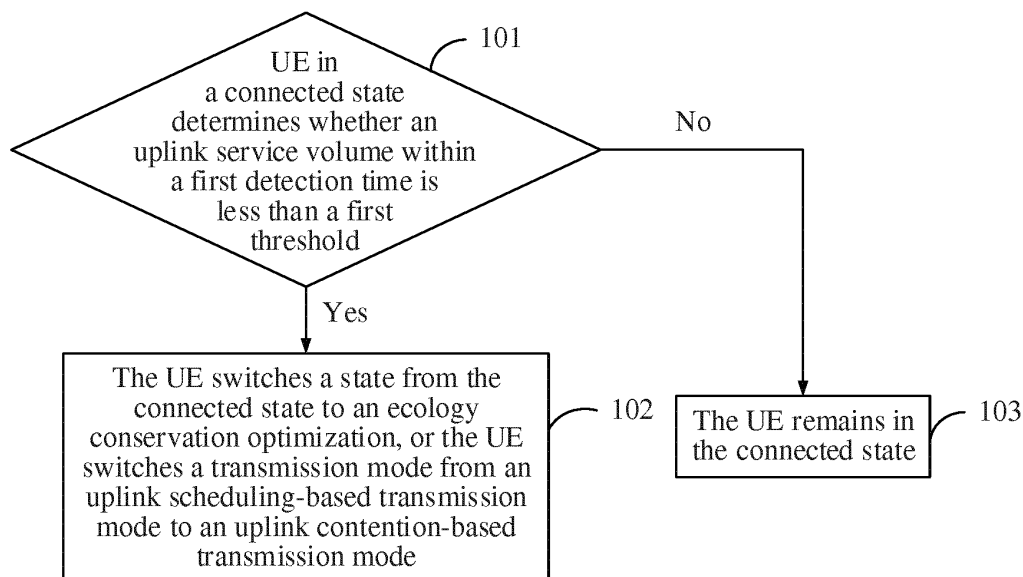 101
UE in
a connected state
determines whether an
uplink service volume within
a first detection time is
less than a first
threshold
No
Yes
The UE switches a state from the
connected state to an ecology
conservation optimization, or the UE
switches a transmission mode from an
uplink scheduling-based transmission
mode to an uplink contention-based
transmission mode
102
The UE remains in
the connected state
103